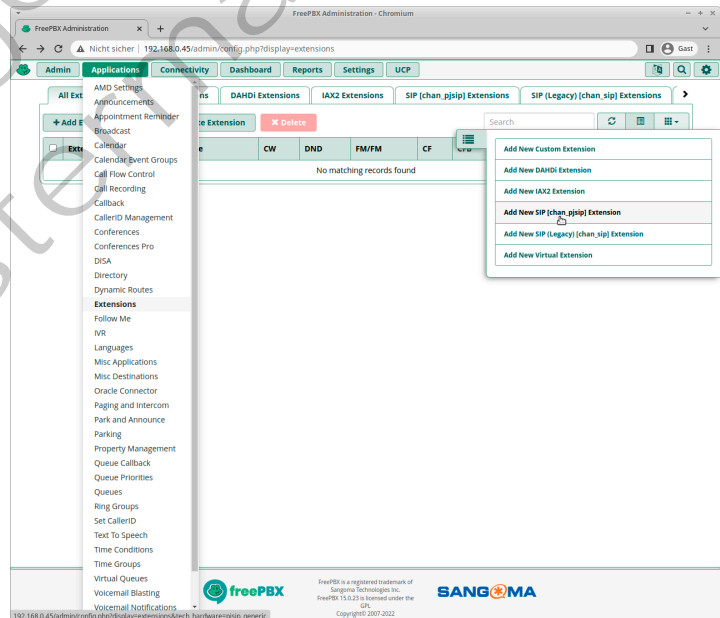 FreePBX Administration - Chromium
FreePBX Administration
Nicht sicher | 192.168.0.45/admin/config.php?display=extensions
Gast
Admin
Applications
Connectivity
Dashboard
Reports
Settings
UCP
All Ext
ns
DAHDi Extensions
IAX2 Extensions
SIP [chan_pjsip] Extensions
SIP (Legacy) [chan_sip] Extensions
Add E
te Extension
Delete
Search
Exte
e
CW
DND
FM/FM
CF
CFB
No matching records found
AMD Settings
Announcements
Appointment Reminder
Broadcast
Calendar
Calendar Event Groups
Call Flow Control
Call Recording
Callback
CallerID Management
Conferences
Conferences Pro
DISA
Directory
Dynamic Routes
Extensions
Follow Me
IVR
Languages
Misc Applications
Misc Destinations
Oracle Connector
Paging and Intercom
Park and Announce
Parking
Property Management
Queue Callback
Queue Priorities
Queues
Ring Groups
Set CallerID
Text To Speech
Time Conditions
Time Groups
Virtual Queues
Voicemail Blasting
Voicemail Notifications
Add New Custom Extension
Add New DAHDi Extension
Add New IAX2 Extension
Add New SIP [chan_pjsip] Extension
Add New SIP (Legacy) [chan_sip] Extension
Add New Virtual Extension
freePBX
FreePBX is a registered trademark of
Sangoma Technologies Inc.
FreePBX 15.0.23 is licensed under the
GPL
Copyright© 2007-2022
SANGOMA
192.168.0.45/admin/config.php?display=extensions&tech_hardware=pjsip_generic